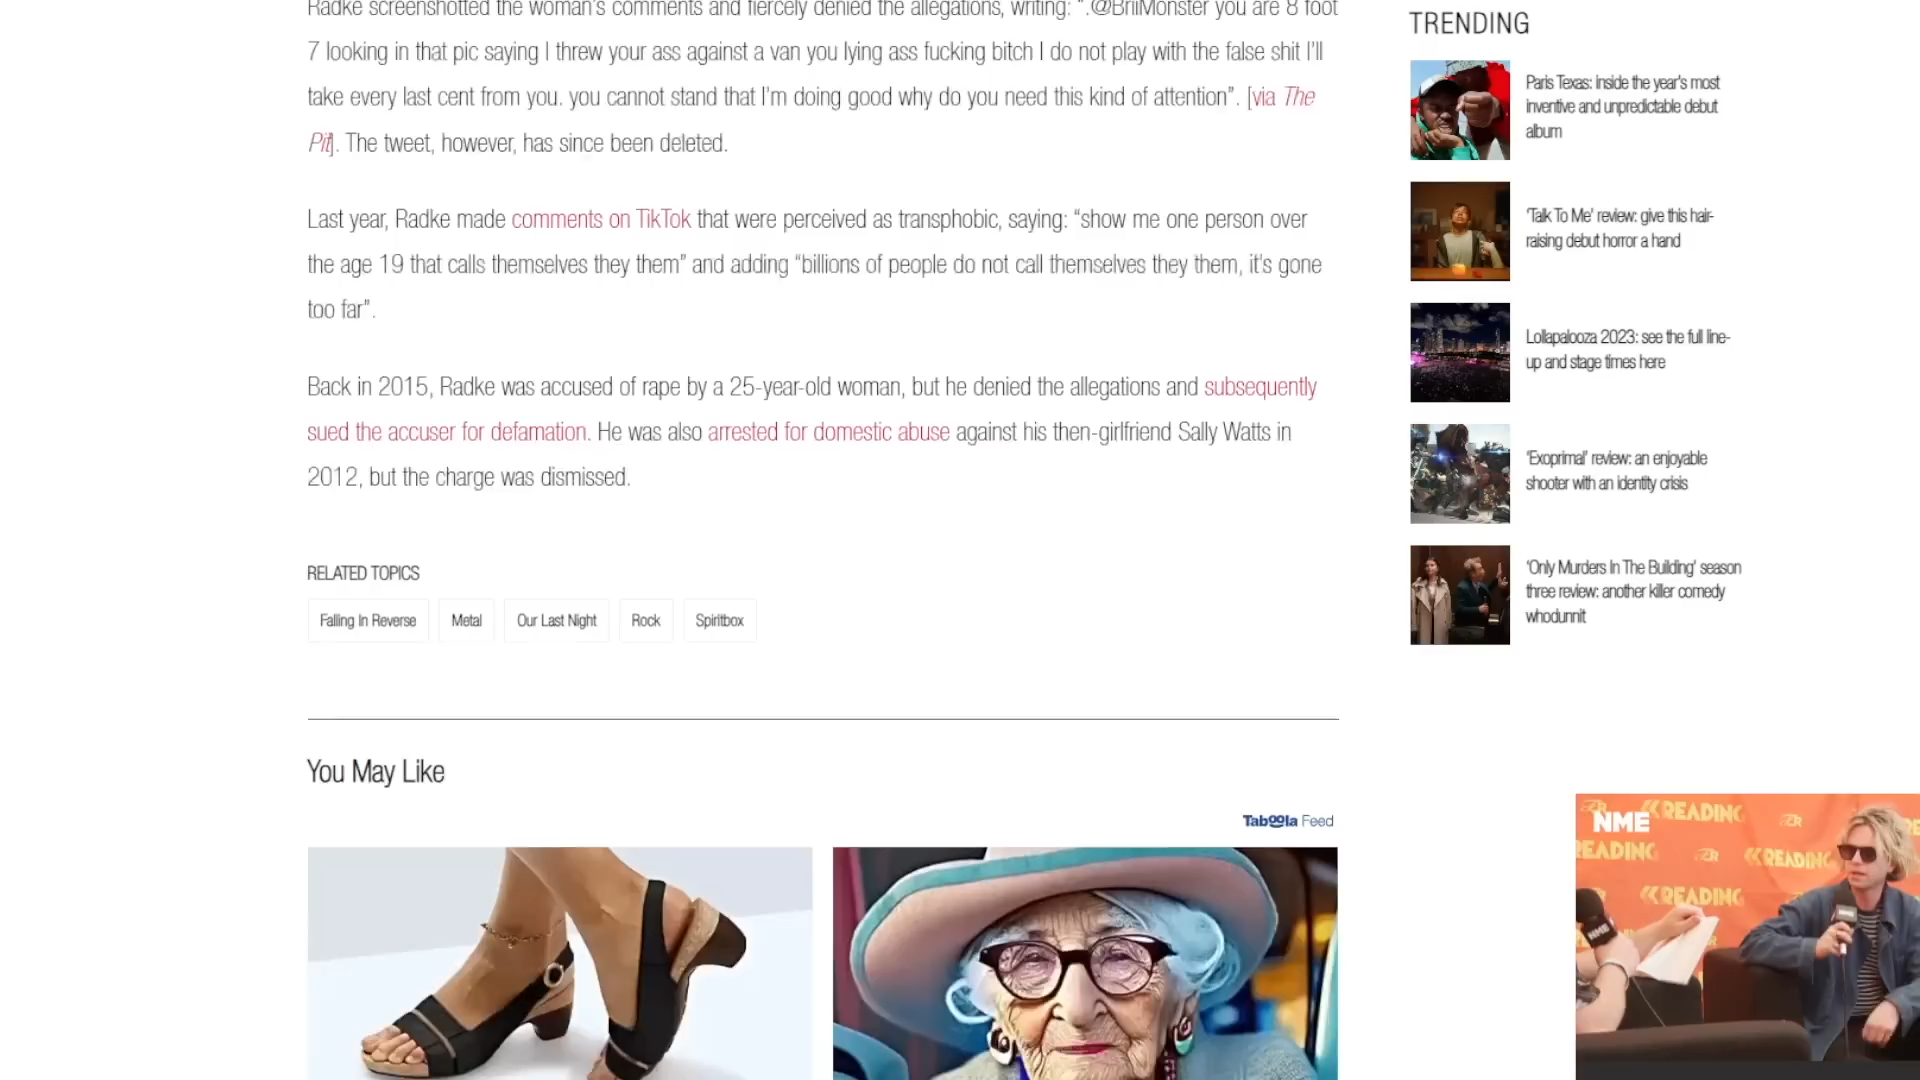 Radke screenshotted the woman's comments and fiercely denied the allegations, writing: “.@BriiMonster you are 8 foot
7 looking in that pic saying I threw your ass against a van you lying ass fucking bitch I do not play with the false shit I'll
take every last cent from you. you cannot stand that I'm doing good why do you need this kind of attention”. [via The
Pit]. The tweet, however, has since been deleted.
Last year, Radke made comments on TikTok that were perceived as transphobic, saying: “show me one person over
the age 19 that calls themselves they them” and adding “billions of people do not call themselves they them, it's gone
too far”.
Back in 2015, Radke was accused of rape by a 25-year-old woman, but he denied the allegations and subsequently
sued the accuser for defamation. He was also arrested for domestic abuse against his then-girlfriend Sally Watts in
2012, but the charge was dismissed.
RELATED TOPICS
Falling In Reverse
Metal
Our Last Night
Rock
Spiritbox
You May Like
Taboola Feed
TRENDING
Paris Texas: inside the year's most
inventive and unpredictable debut
album
‘Talk To Me’ review: give this hair-
raising debut horror a hand
Lollapalooza 2023: see the full line-
up and stage times here
‘Exoprimal’ review: an enjoyable
shooter with an identity crisis
‘Only Murders In The Building’ season
three review: another killer comedy
whodunnit
NME
READING
READING
READING
READING
NME